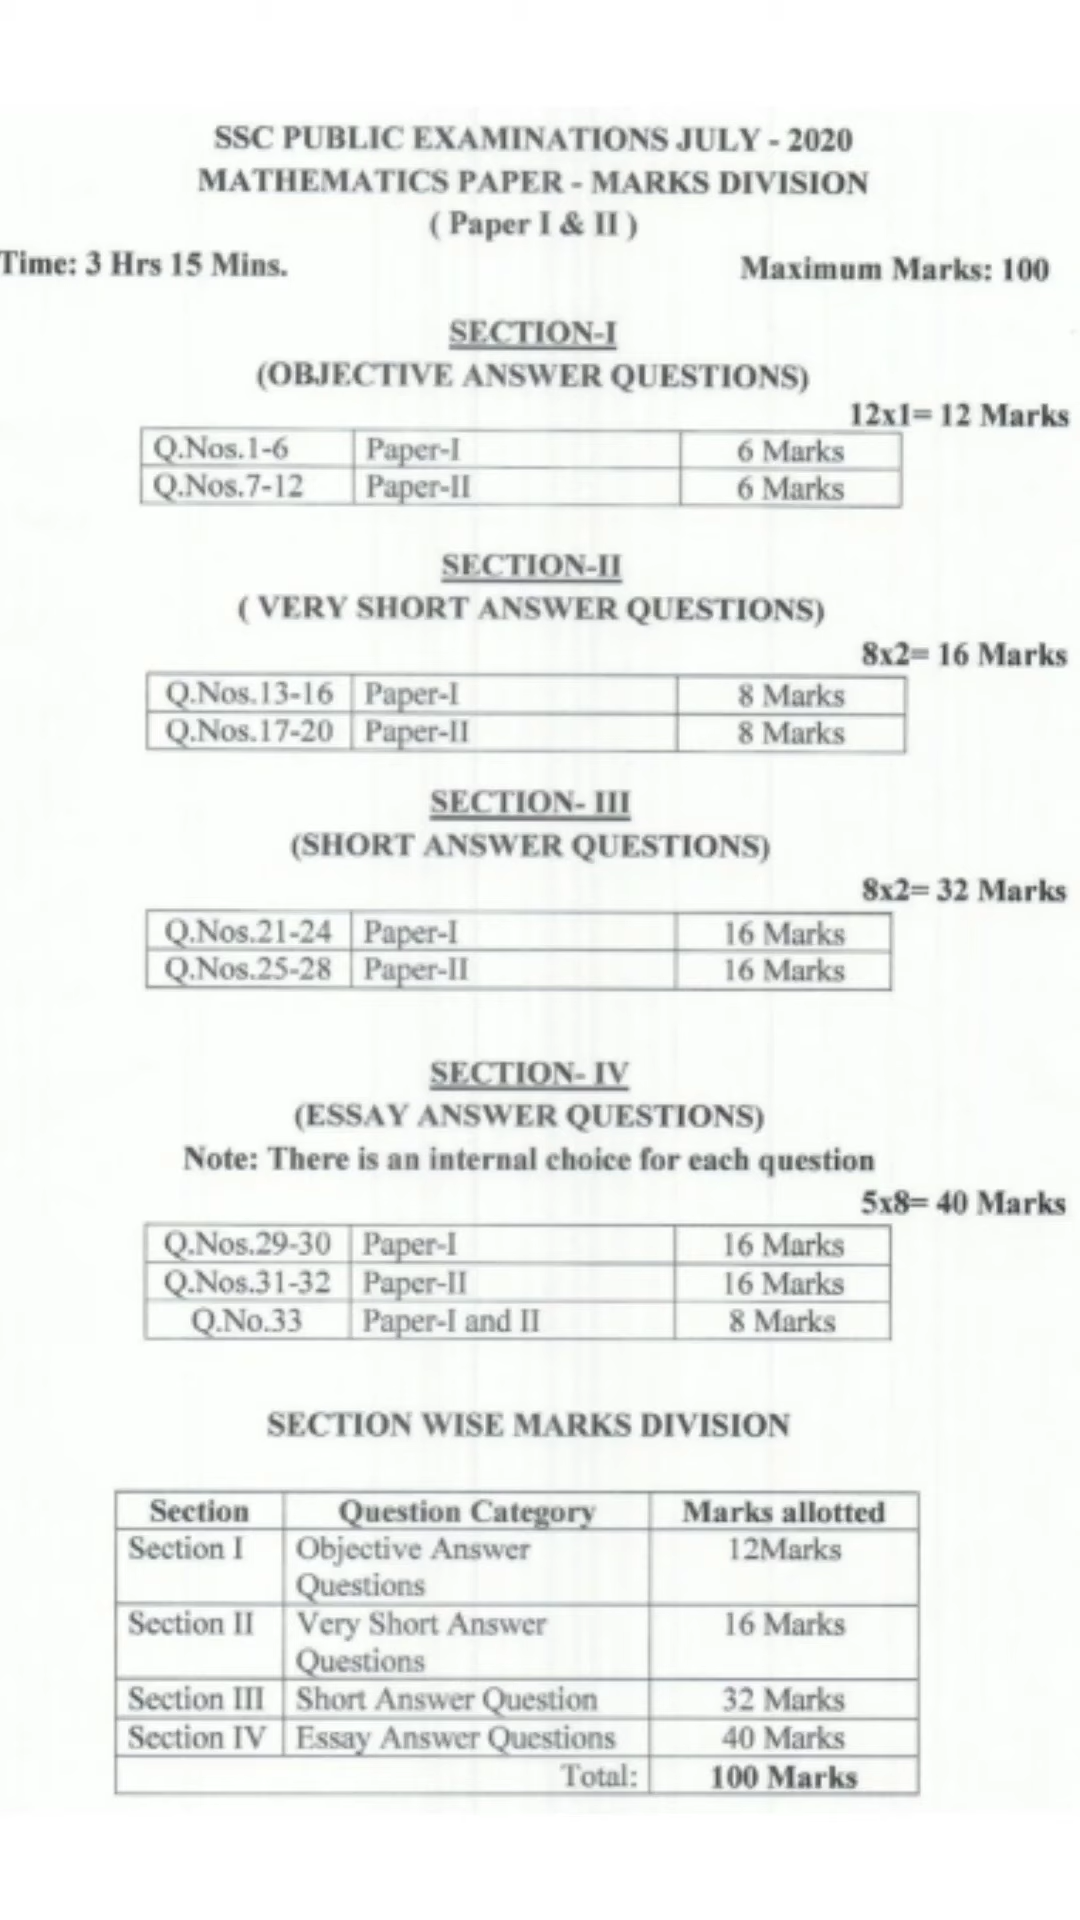 SSC PUBLIC EXAMINATIONS JULY - 2020
MATHEMATICS PAPER - MARKS DIVISION
( Paper I & II )
Time: 3 Hrs 15 Mins. Maximum Marks: 100
SECTION-I
(OBJECTIVE ANSWER QUESTIONS)
12x1= 12 Marks
Q.Nos.1-6 Paper-I 6 Marks
Q.Nos.7-12 Paper-II 6 Marks
SECTION-II
( VERY SHORT ANSWER QUESTIONS)
8x2= 16 Marks
Q.Nos.13-16 Paper-I 8 Marks
Q.Nos.17-20 Paper-II 8 Marks
SECTION- III
(SHORT ANSWER QUESTIONS)
8x2= 32 Marks
Q.Nos.21-24 Paper-I 16 Marks
Q.Nos.25-28 Paper-II 16 Marks
SECTION- IV
(ESSAY ANSWER QUESTIONS)
Note: There is an internal choice for each question
5x8= 40 Marks
Q.Nos.29-30 Paper-I 16 Marks
Q.Nos.31-32 Paper-II 16 Marks
Q.No.33 Paper-I and II 8 Marks
SECTION WISE MARKS DIVISION
Section Question Category Marks allotted
Section I Objective Answer 12Marks
Questions
Section II Very Short Answer 16 Marks
Questions
Section III Short Answer Question 32 Marks
Section IV Essay Answer Questions 40 Marks
Total: 100 Marks